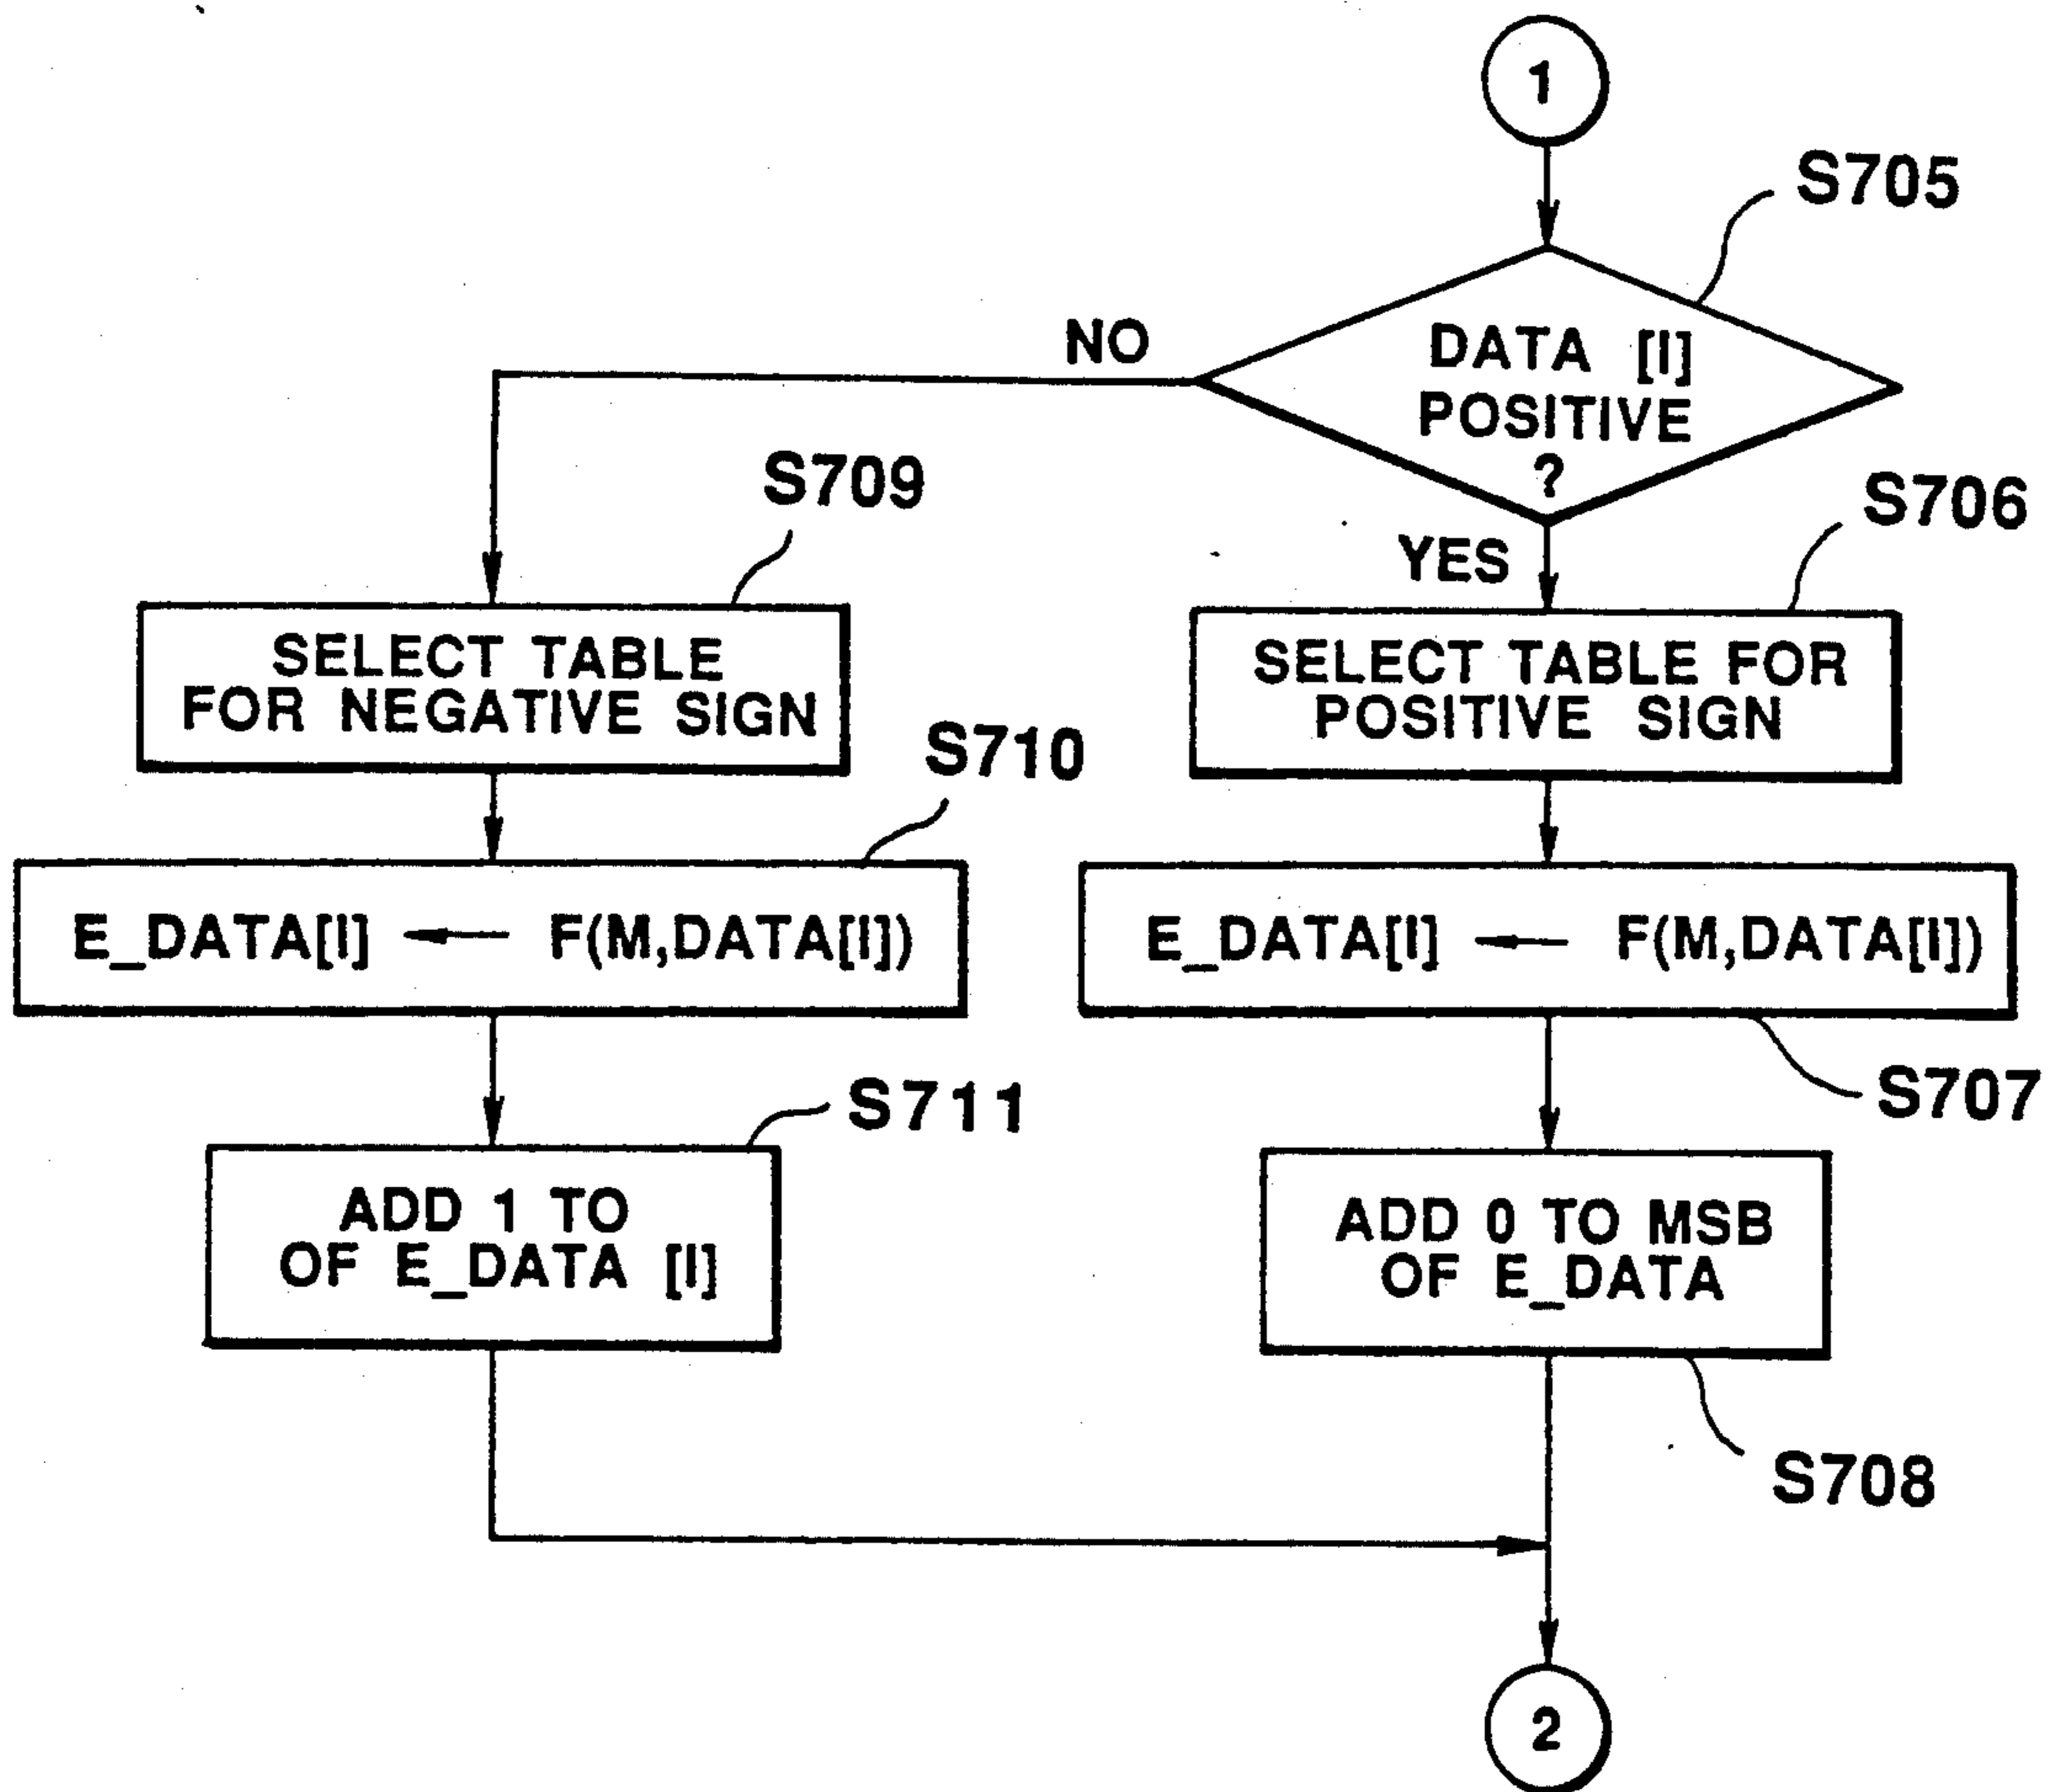 1
S705
DATA [I]
POSITIVE
?
NO
YES
S709
S706
SELECT TABLE
FOR NEGATIVE SIGN
SELECT TABLE FOR
POSITIVE SIGN
S710
E_DATA[I] ← F(M,DATA[I])
E_DATA[I] ← F(M,DATA[I])
S707
S711
ADD 1 TO
OF E_DATA [I]
ADD 0 TO MSB
OF E_DATA
S708
2